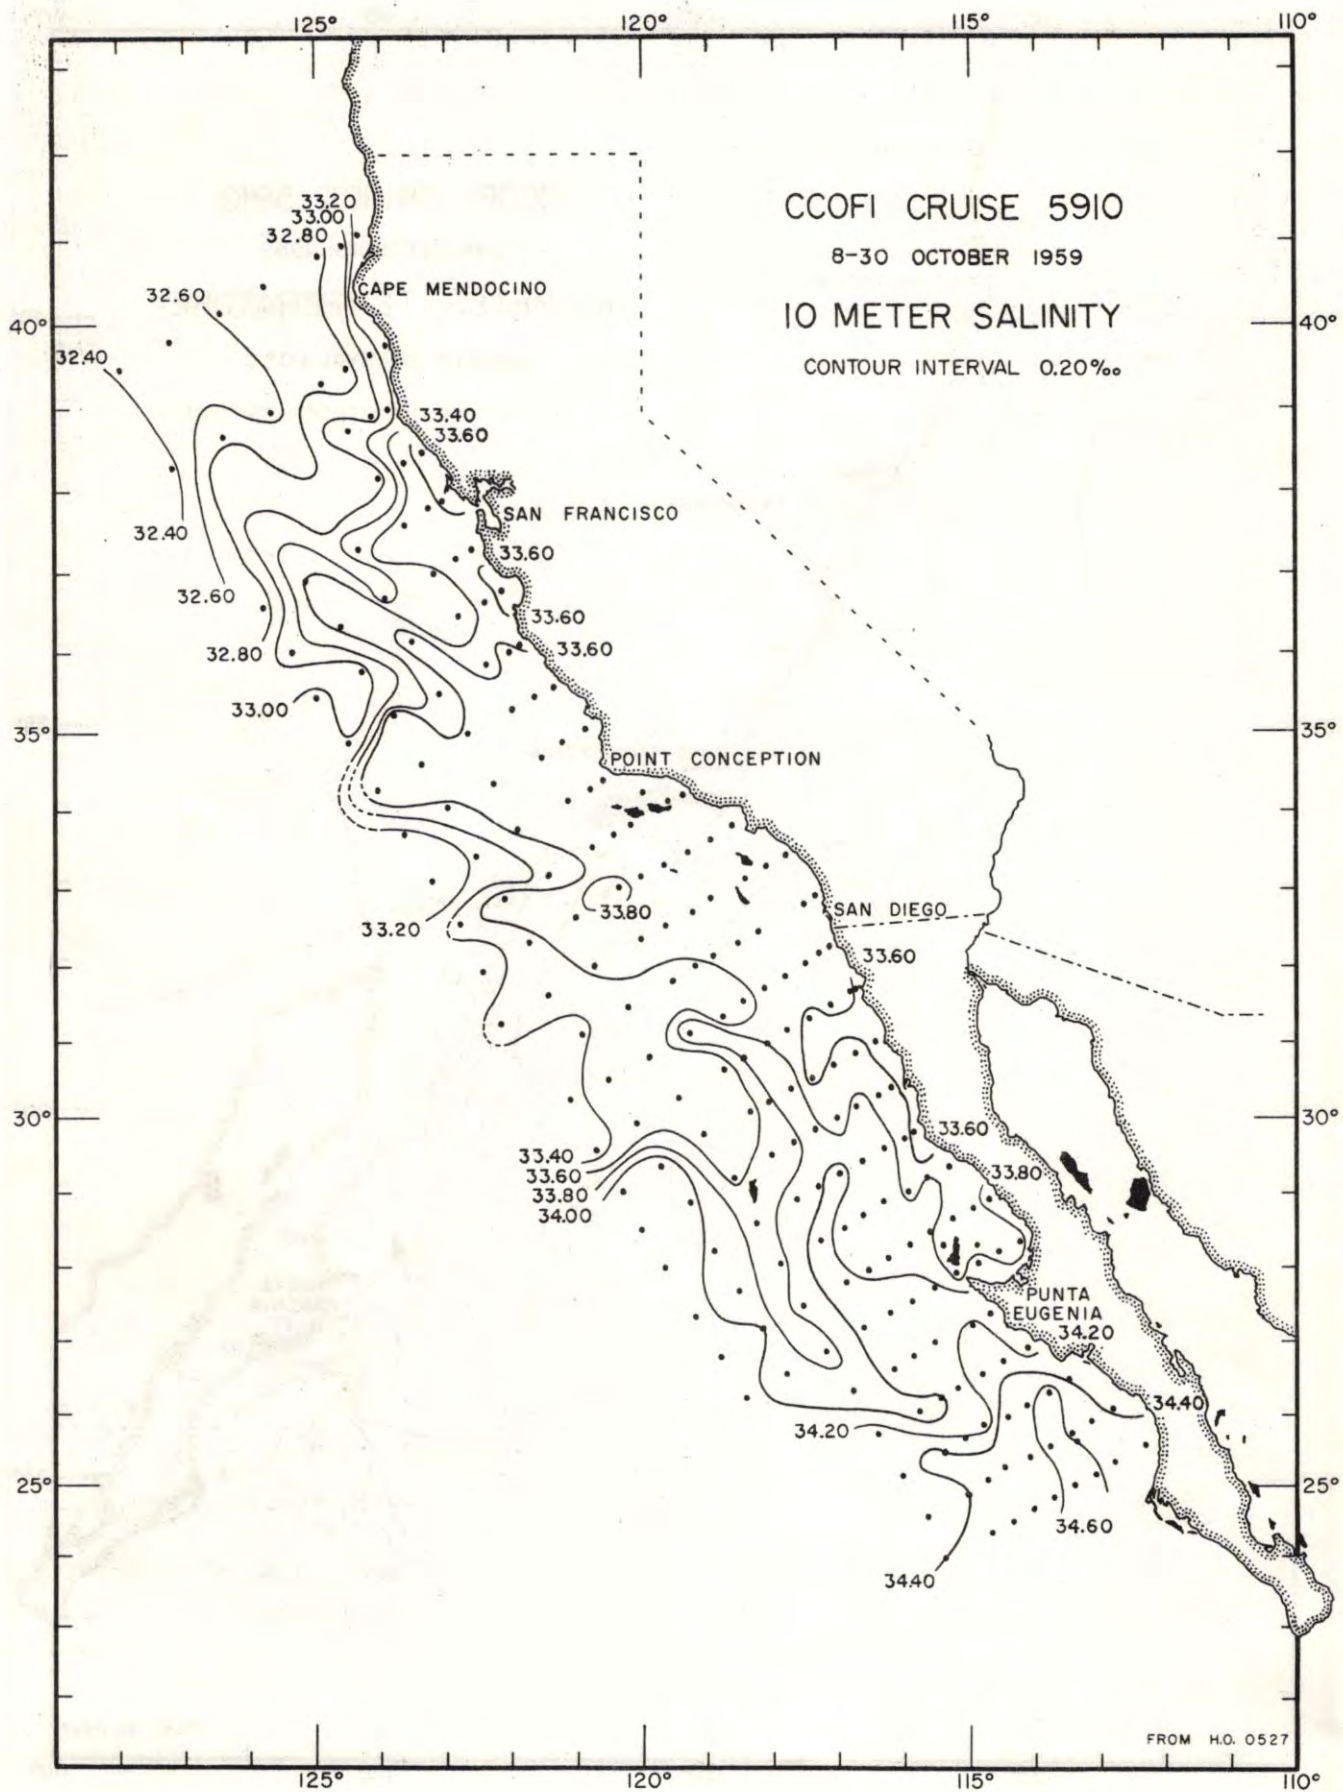 125° 120° 115° 110°
CCOFI CRUISE 5910
8-30 OCTOBER 1959
10 METER SALINITY
CONTOUR INTERVAL 0.20‰
33.20
33.00
32.80
CAPE MENDOCINO
32.60
40° 40°
32.40
33.40
33.60
SAN FRANCISCO
32.40
33.60
32.60
33.60
33.60
32.80
33.00
35° 35°
POINT CONCEPTION
33.80
SAN DIEGO
33.20
33.60
30° 30°
33.60
33.40
33.80
33.60
33.80
34.00
PUNTA
EUGENIA
34.20
34.40
34.20
25° 25°
34.60
34.40
FROM H.O. 0527
125° 120° 115° 110°